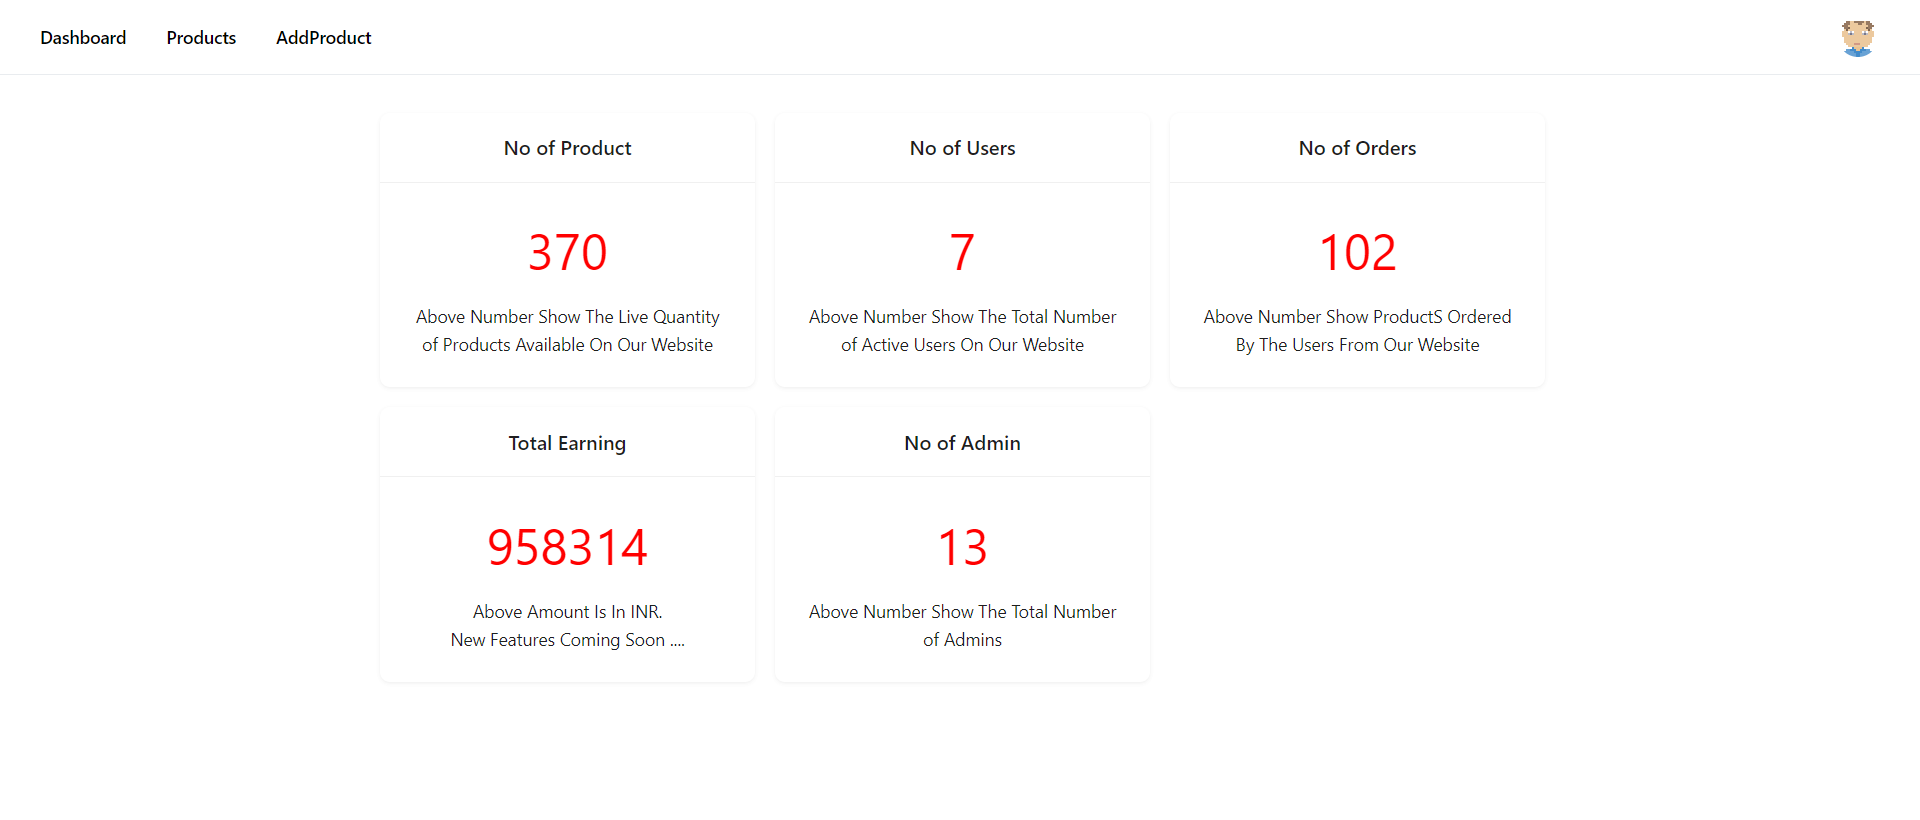 Dashboard Products AddProduct
No of Product
370
Above Number Show The Live Quantity
of Products Available On Our Website
No of Users
7
Above Number Show The Total Number
of Active Users On Our Website
No of Orders
102
Above Number Show ProductS Ordered
By The Users From Our Website
Total Earning
958314
Above Amount Is In INR.
New Features Coming Soon ....
No of Admin
13
Above Number Show The Total Number
of Admins